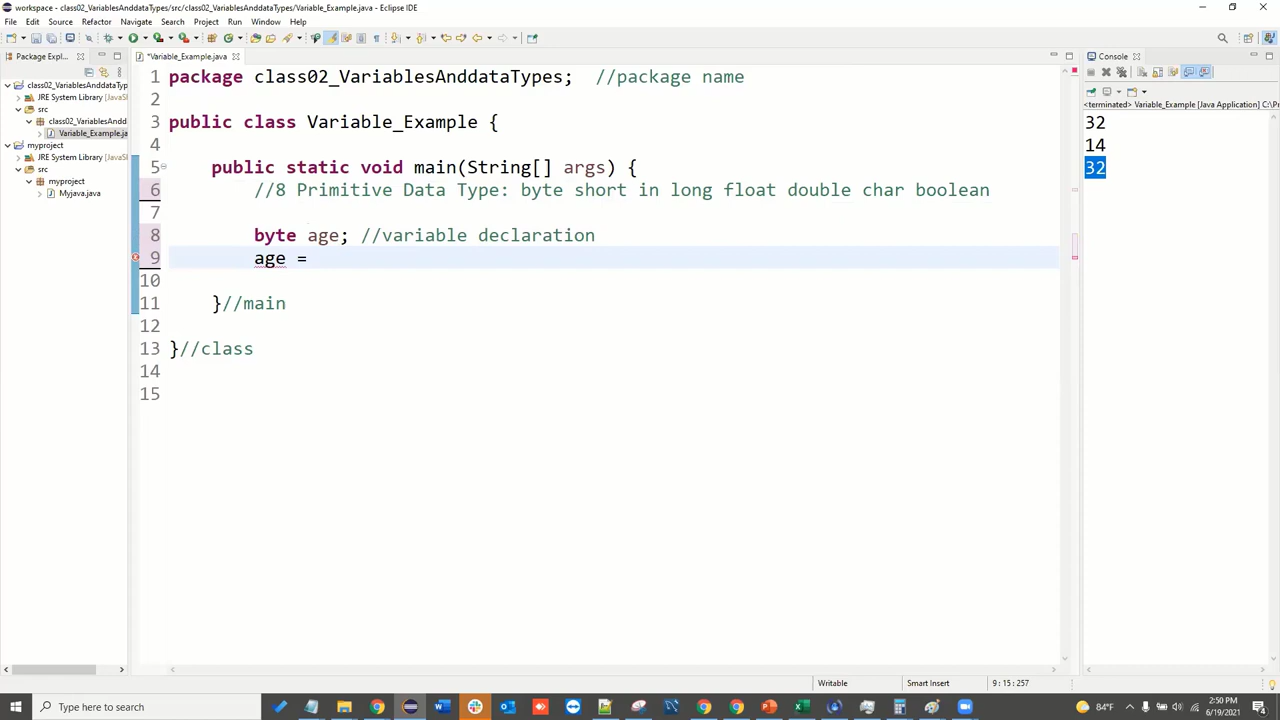 workspace - class02_VariablesAnddataTypes/src/class02_VariablesAnddataTypes/Variable_Example.java - Eclipse IDE
File Edit Source Refactor Navigate Search Project Run Window Help
Package Expl...
*Variable_Example.java
Console
<terminated> Variable_Example [Java Application] C:\P
class02_VariablesAnddataTyp
JRE System Library [JavaS
src
class02_VariablesAndd
Variable_Example.ja
myproject
JRE System Library [JavaS
src
myproject
Myjava.java
1 package class02_VariablesAnddataTypes; //package name
2
3 public class Variable_Example {
4
5 public static void main(String[] args) {
6 //8 Primitive Data Type: byte short in long float double char boolean
7
8 byte age; //variable declaration
9 age =
10
11 }//main
12
13 }//class
14
15
32
14
32
Writable Smart Insert 9 : 15 : 257
Type here to search
84°F
2:50 PM
6/19/2021